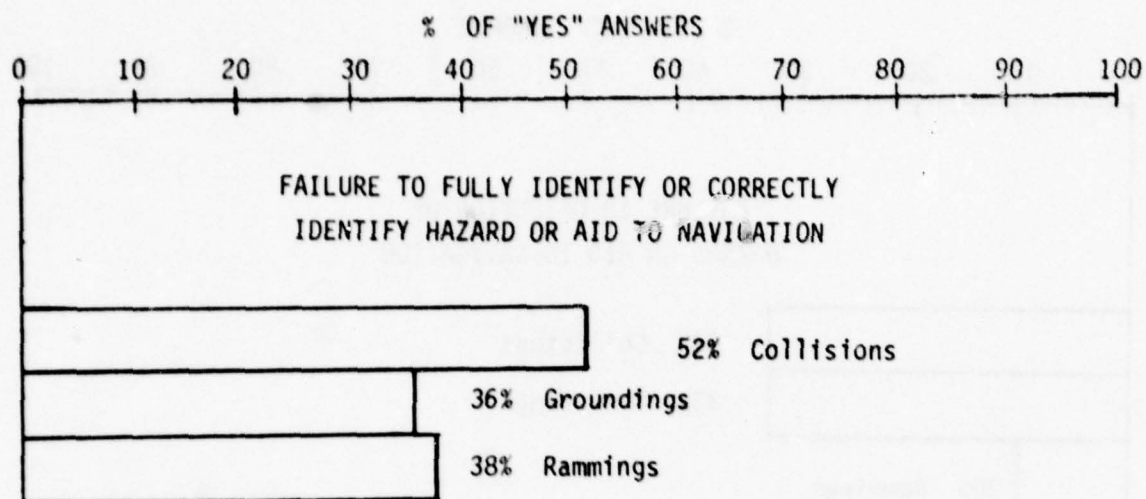 % OF "YES" ANSWERS
0 10 20 30 40 50 60 70 80 90 100
FAILURE TO FULLY IDENTIFY OR CORRECTLY
IDENTIFY HAZARD OR AID TO NAVIGATION
52% Collisions
36% Groundings
38% Rammings